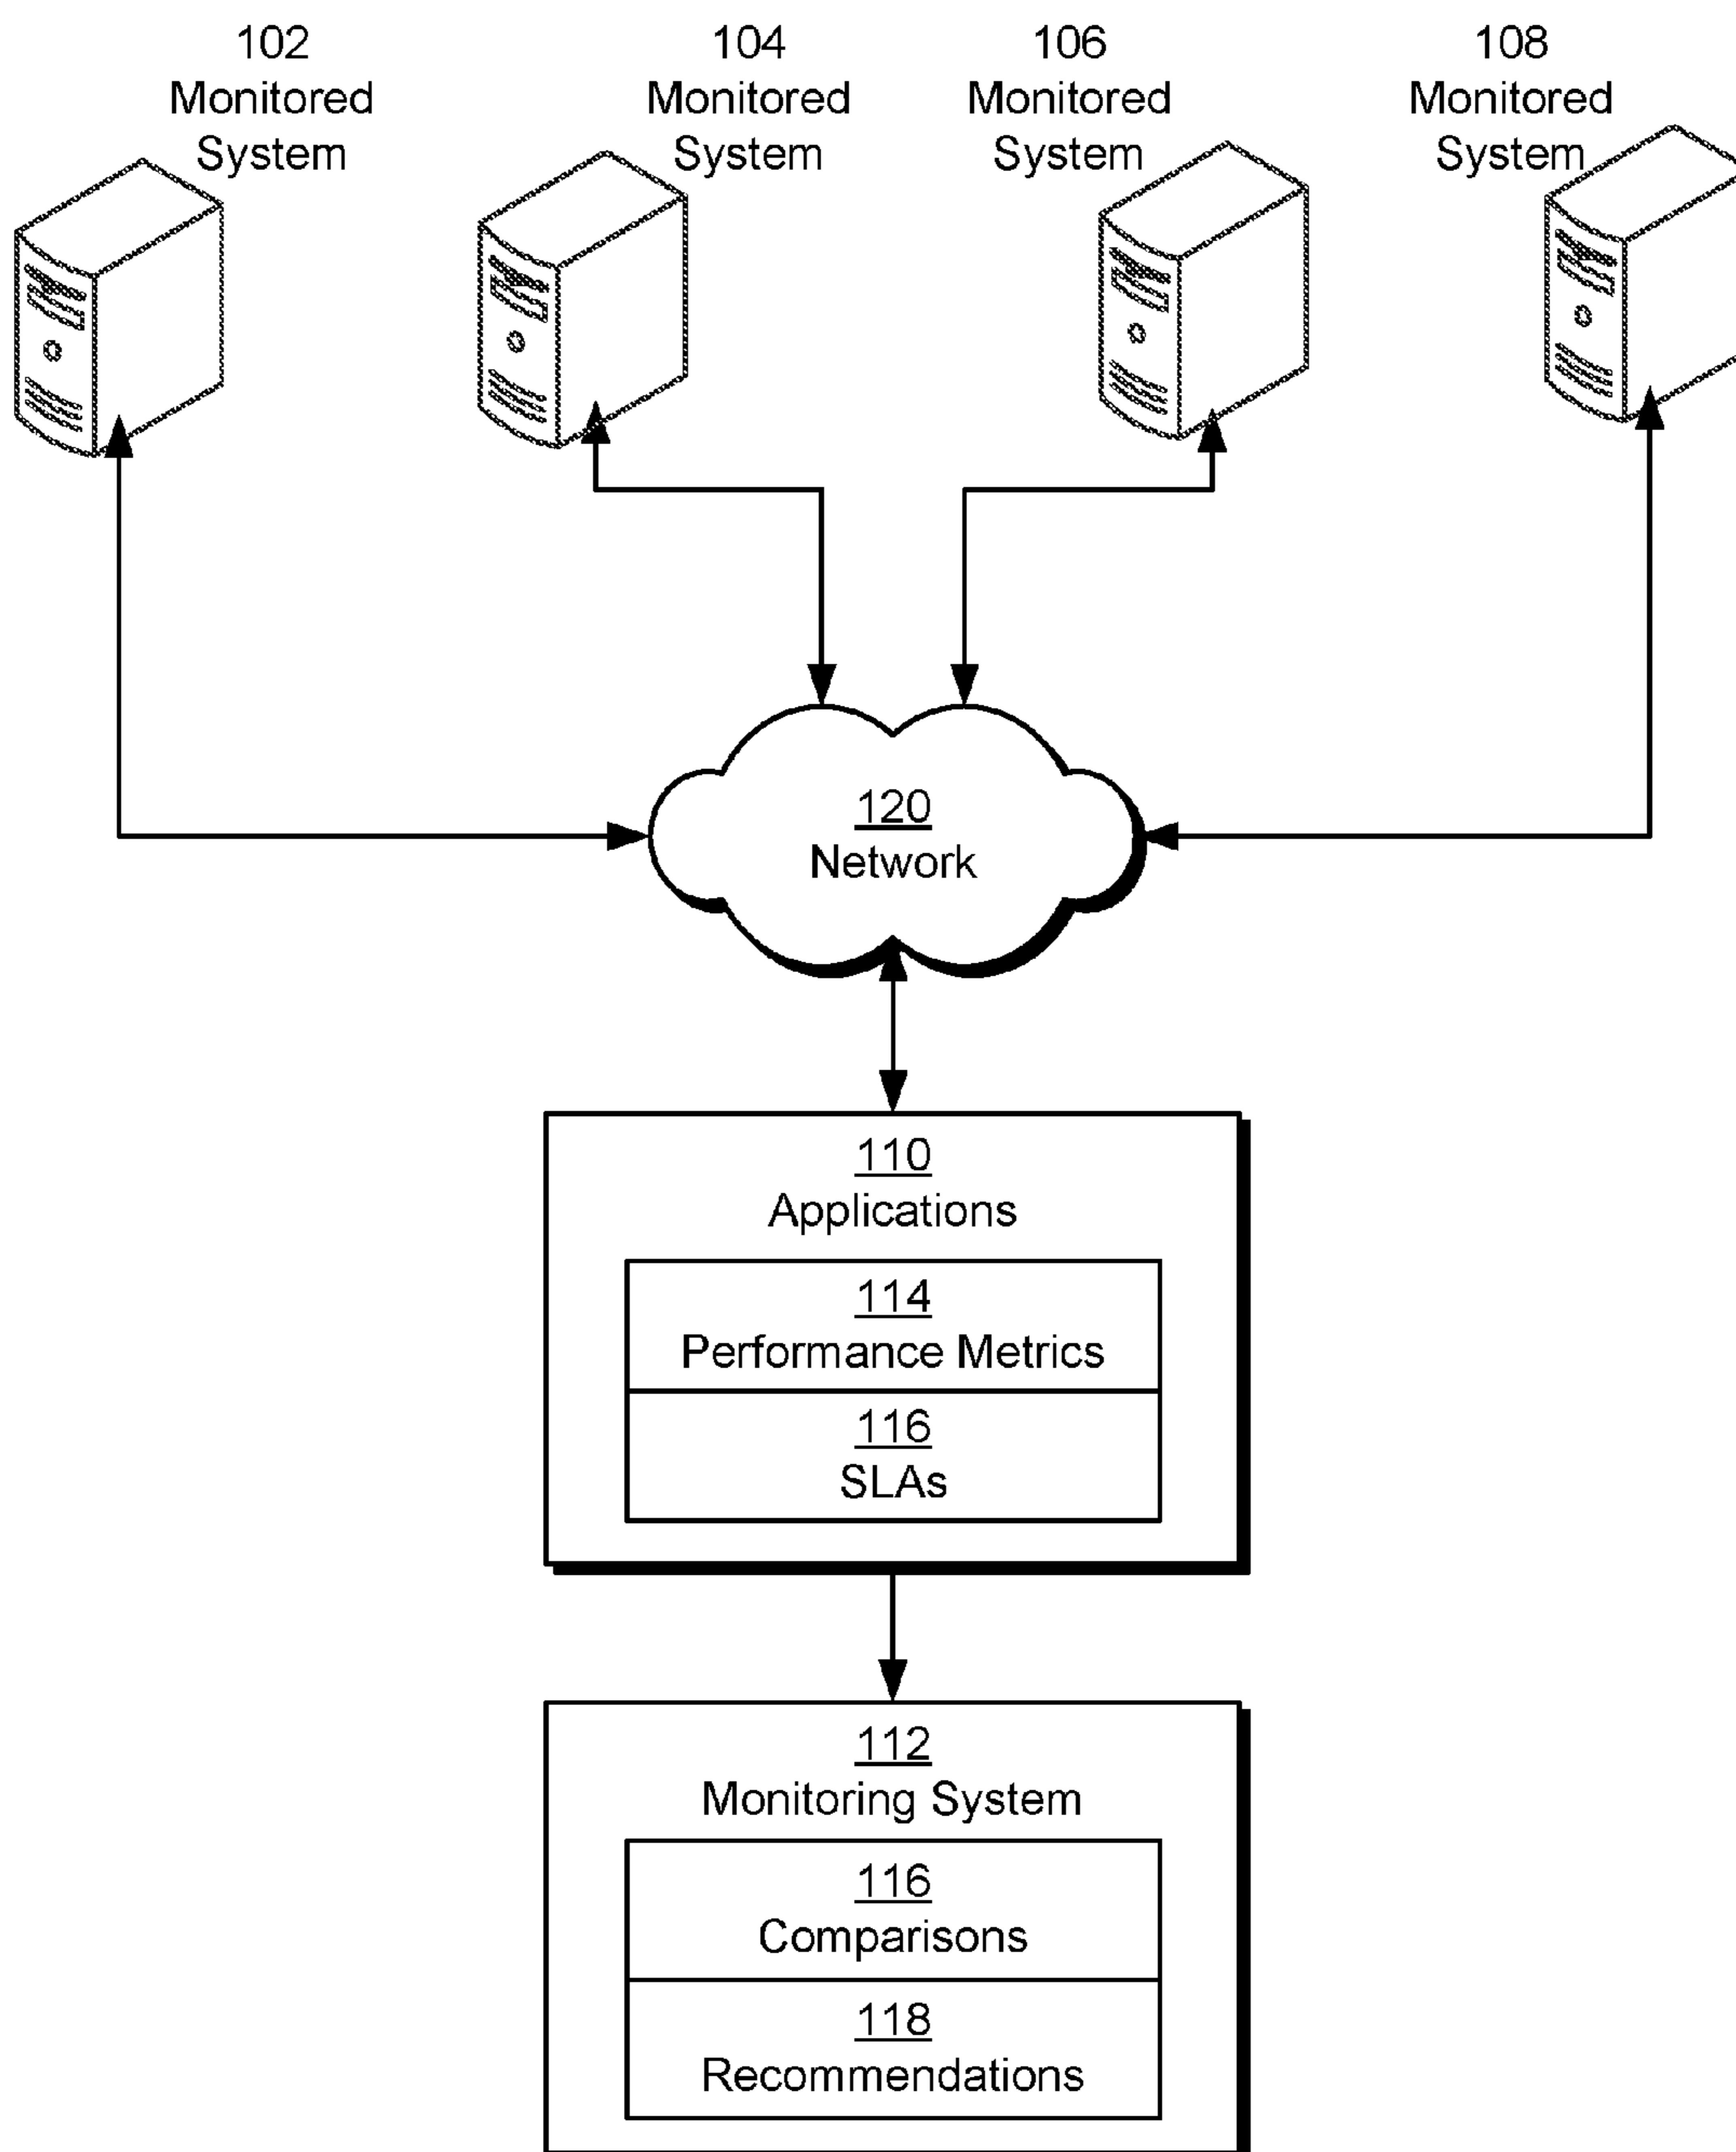 102
Monitored
System
104
Monitored
System
106
Monitored
System
108
Monitored
System
120
Network
110
Applications
114
Performance Metrics
116
SLAs
112
Monitoring System
116
Comparisons
118
Recommendations